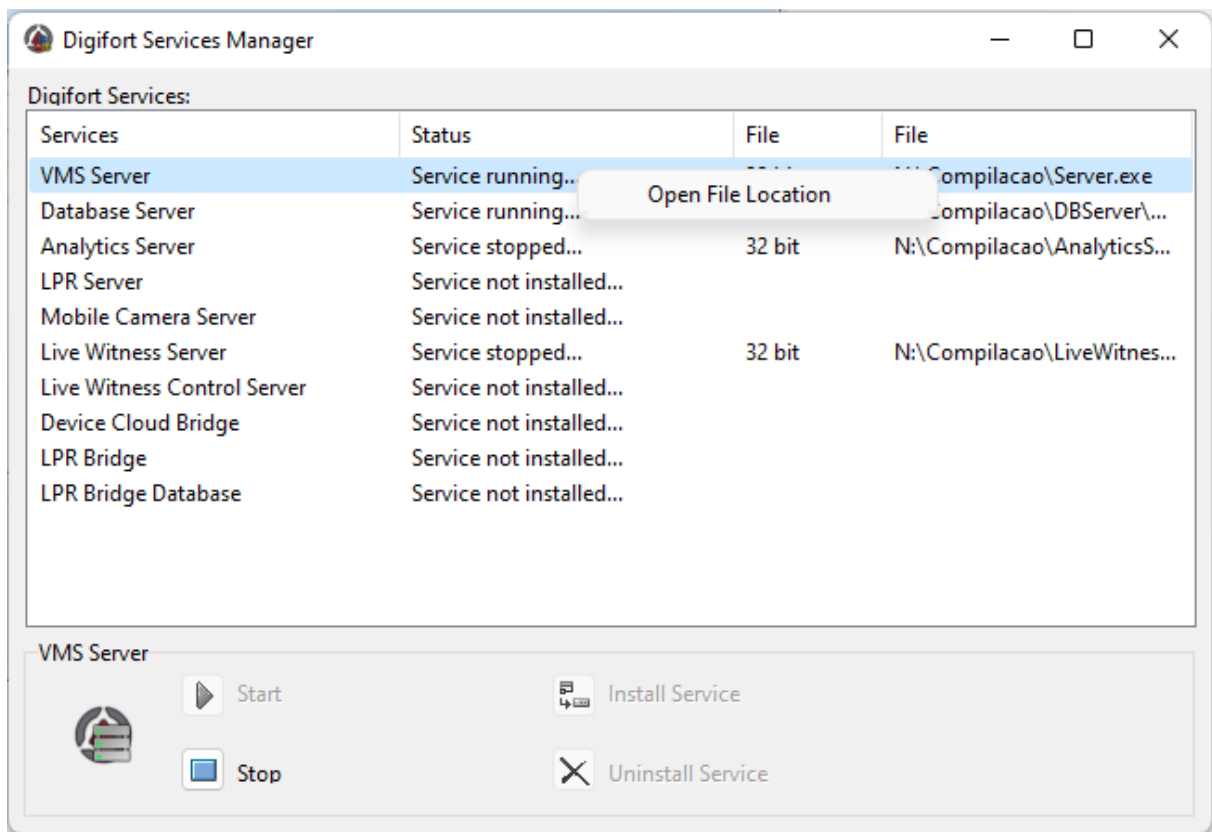 Digifort Services Manager
Digifort Services:
Services Status File File
VMS Server Service running... Compilacao\Server.exe
Open File Location
Database Server Service running... Compilacao\DBServer\...
Analytics Server Service stopped... 32 bit N:\Compilacao\AnalyticsS...
LPR Server Service not installed...
Mobile Camera Server Service not installed...
Live Witness Server Service stopped... 32 bit N:\Compilacao\LiveWitnes...
Live Witness Control Server Service not installed...
Device Cloud Bridge Service not installed...
LPR Bridge Service not installed...
LPR Bridge Database Service not installed...
VMS Server
Start Install Service
Stop Uninstall Service